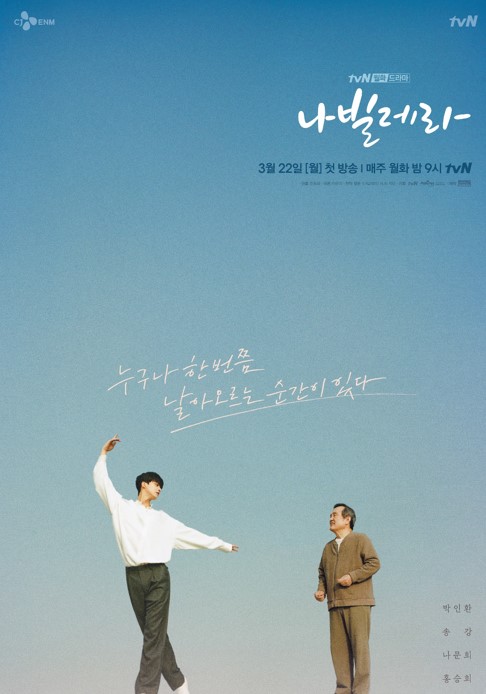 CJ ENM
tvN
tvN 월화 드라마
나빌레라
3월 22일 [월] 첫 방송 | 매주 월화 밤 9시 tvN
누구나 한번쯤
날아오르는 순간이 있다
박인환
송 강
나문희
홍승희